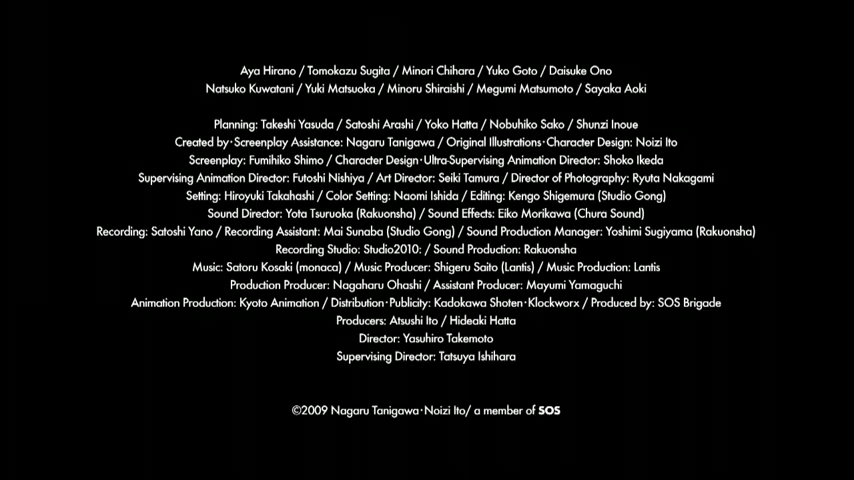 Aya Hirano / Tomokazu Sugita / Minori Chihara / Yuko Goto / Daisuke Ono
Natsuko Kuwatani / Yuki Matsuoka / Minoru Shiraishi / Megumi Matsumoto / Sayaka Aoki
Planning: Takeshi Yasuda / Satoshi Arashi / Yoko Hatta / Nobuhiko Sako / Shunzi Inoue
Created by·Screenplay Assistance: Nagaru Tanigawa / Original Illustrations·Character Design: Noizi Ito
Screenplay: Fumihiko Shimo / Character Design·Ultra-Supervising Animation Director: Shoko Ikeda
Supervising Animation Director: Futoshi Nishiya / Art Director: Seiki Tamura / Director of Photography: Ryuta Nakagami
Setting: Hiroyuki Takahashi / Color Setting: Naomi Ishida / Editing: Kengo Shigemura (Studio Gong)
Sound Director: Yota Tsuruoka (Rakuonsha) / Sound Effects: Eiko Morikawa (Chura Sound)
Recording: Satoshi Yano / Recording Assistant: Mai Sunaba (Studio Gong) / Sound Production Manager: Yoshimi Sugiyama (Rakuonsha)
Recording Studio: Studio2010: / Sound Production: Rakuonsha
Music: Satoru Kosaki (monaca) / Music Producer: Shigeru Saito (Lantis) / Music Production: Lantis
Production Producer: Nagaharu Ohashi / Assistant Producer: Mayumi Yamaguchi
Animation Production: Kyoto Animation / Distribution·Publicity: Kadokawa Shoten·Klockworx / Produced by: SOS Brigade
Producers: Atsushi Ito / Hideaki Hatta
Director: Yasuhiro Takemoto
Supervising Director: Tatsuya Ishihara
©2009 Nagaru Tanigawa·Noizi Ito/ a member of SOS